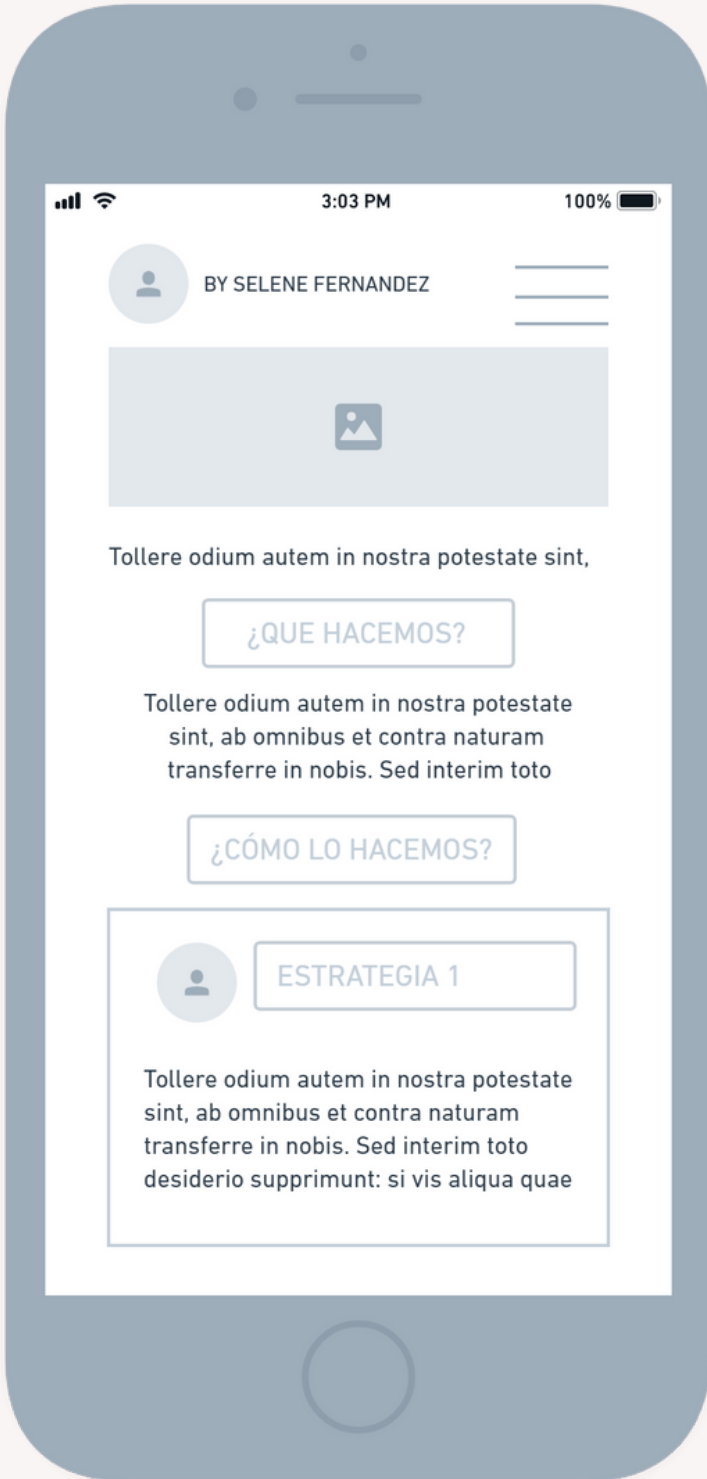 3:03 PM
100%
BY SELENE FERNANDEZ
Tollere odium autem in nostra potestate sint,
¿QUE HACEMOS?
Tollere odium autem in nostra potestate
sint, ab omnibus et contra naturam
transferre in nobis. Sed interim toto
¿CÓMO LO HACEMOS?
ESTRATEGIA 1
Tollere odium autem in nostra potestate
sint, ab omnibus et contra naturam
transferre in nobis. Sed interim toto
desiderio supprimunt: si vis aliqua quae